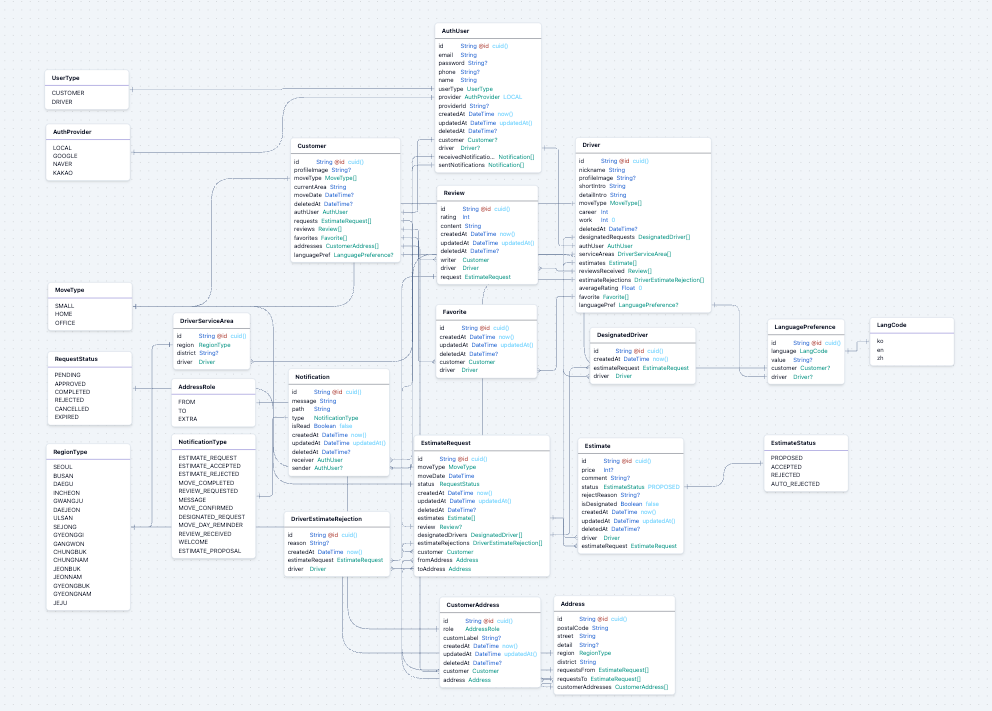 AuthUser
id String @id cuid()
email String
password String?
phone String?
name String
userType UserType
provider AuthProvider LOCAL
providerId String?
createdAt DateTime now()
updatedAt DateTime updatedAt()
deletedAt DateTime?
customer Customer?
driver Driver?
receivedNotificatio... Notification[]
sentNotifications Notification[]
UserType
CUSTOMER
DRIVER
AuthProvider
LOCAL
GOOGLE
NAVER
KAKAO
Customer
id String @id cuid()
profileImage String?
moveType MoveType[]
currentArea String
moveDate DateTime?
deletedAt DateTime?
authUser AuthUser
requests EstimateRequest[]
reviews Review[]
favorites Favorite[]
addresses CustomerAddress[]
languagePref LanguagePreference?
Driver
id String @id cuid()
nickname String
profileImage String?
shortIntro String
detailIntro String
moveType MoveType[]
career Int
work Int 0
deletedAt DateTime?
designatedRequests DesignatedDriver[]
authUser AuthUser
serviceAreas DriverServiceArea[]
estimates Estimate[]
reviewsReceived Review[]
estimateRejections DriverEstimateRejection[]
averageRating Float 0
favorite Favorite[]
languagePref LanguagePreference?
Review
id String @id cuid()
rating Int
content String
createdAt DateTime now()
updatedAt DateTime updatedAt()
deletedAt DateTime?
writer Customer
driver Driver
request EstimateRequest
MoveType
SMALL
HOME
OFFICE
DriverServiceArea
id String @id cuid()
region RegionType
district String?
driver Driver
Favorite
id String @id cuid()
createdAt DateTime now()
updatedAt DateTime updatedAt()
deletedAt DateTime?
customer Customer
driver Driver
DesignatedDriver
id String @id cuid()
createdAt DateTime now()
estimateRequest EstimateRequest
driver Driver
LanguagePreference
id String @id cuid()
language LangCode
value String?
customer Customer?
driver Driver?
LangCode
ko
en
zh
RequestStatus
PENDING
APPROVED
COMPLETED
REJECTED
CANCELLED
EXPIRED
AddressRole
FROM
TO
EXTRA
Notification
id String @id cuid()
message String
path String
type NotificationType
isRead Boolean false
createdAt DateTime now()
updatedAt DateTime updatedAt()
deletedAt DateTime?
receiver AuthUser
sender AuthUser?
RegionType
SEOUL
BUSAN
DAEGU
INCHEON
GWANGJU
DAEJEON
ULSAN
SEJONG
GYEONGGI
GANGWON
CHUNGBUK
CHUNGNAM
JEONBUK
JEONNAM
GYEONGBUK
GYEONGNAM
JEJU
NotificationType
ESTIMATE_REQUEST
ESTIMATE_ACCEPTED
ESTIMATE_REJECTED
MOVE_COMPLETED
REVIEW_REQUESTED
MESSAGE
MOVE_CONFIRMED
DESIGNATED_REQUEST
MOVE_DAY_REMINDER
REVIEW_RECEIVED
WELCOME
ESTIMATE_PROPOSAL
EstimateRequest
id String @id cuid()
moveType MoveType
moveDate DateTime
status RequestStatus
createdAt DateTime now()
updatedAt DateTime updatedAt()
deletedAt DateTime?
estimates Estimate[]
review Review?
designatedDrivers DesignatedDriver[]
estimateRejections DriverEstimateRejection[]
customer Customer
fromAddress Address
toAddress Address
Estimate
id String @id cuid()
price Int?
comment String?
status EstimateStatus PROPOSED
rejectReason String?
isDesignated Boolean false
createdAt DateTime now()
updatedAt DateTime updatedAt()
deletedAt DateTime?
driver Driver
estimateRequest EstimateRequest
EstimateStatus
PROPOSED
ACCEPTED
REJECTED
AUTO_REJECTED
DriverEstimateRejection
id String @id cuid()
reason String?
createdAt DateTime now()
estimateRequest EstimateRequest
driver Driver
CustomerAddress
id String @id cuid()
role AddressRole
customLabel String?
createdAt DateTime now()
updatedAt DateTime updatedAt()
deletedAt DateTime?
customer Customer
address Address
Address
id String @id cuid()
postalCode String
street String
detail String?
region RegionType
district String
requestsFrom EstimateRequest[]
requestsTo EstimateRequest[]
customerAddresses CustomerAddress[]